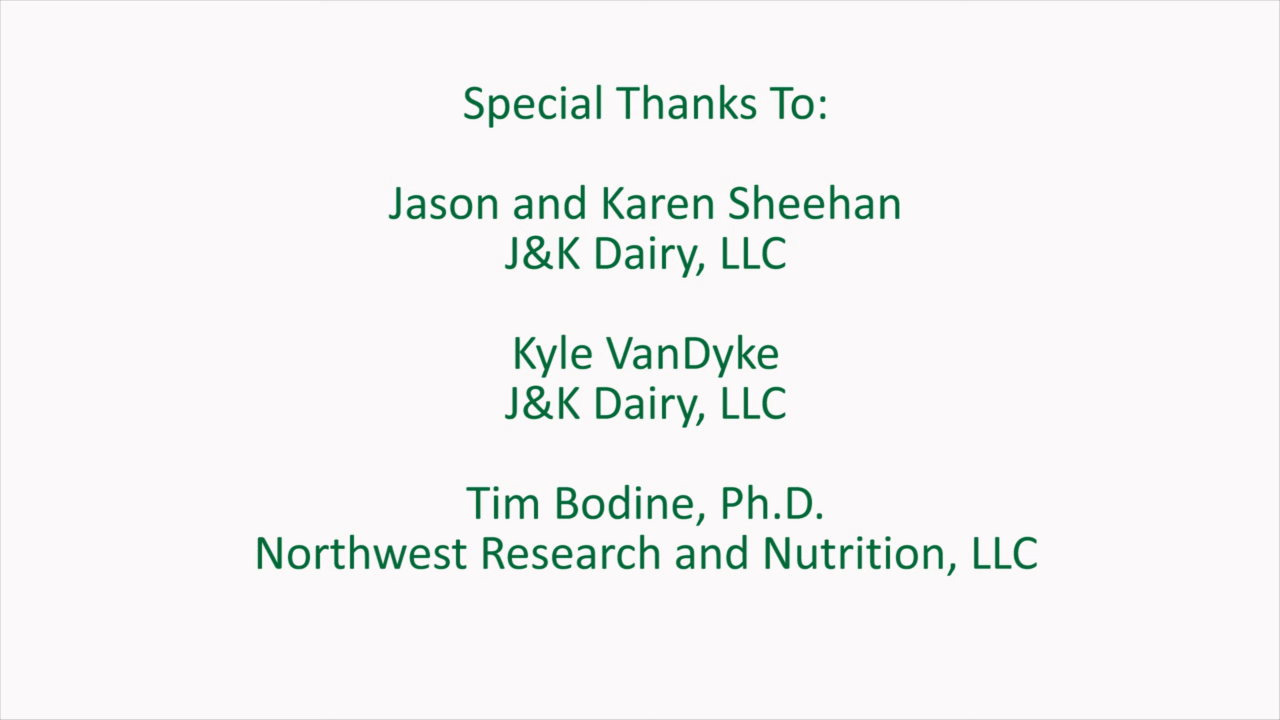 Special Thanks To:
Jason and Karen Sheehan
J&K Dairy, LLC
Kyle VanDyke
J&K Dairy, LLC
Tim Bodine, Ph.D.
Northwest Research and Nutrition, LLC